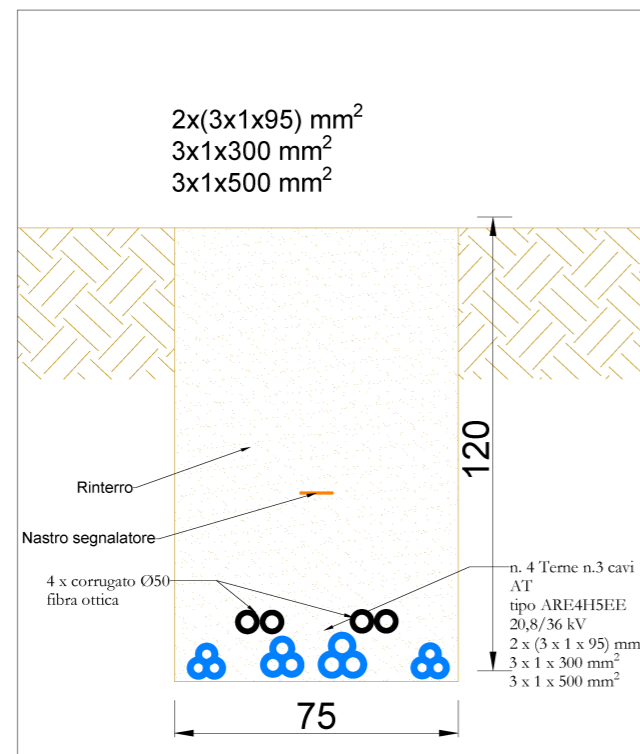 2x(3x1x95) mm²
3x1x300 mm²
3x1x500 mm²
120
Rinterro
Nastro segnalatore
4 x corrugato Ø50
fibra ottica
n. 4 Terne n.3 cavi
AT
tipo ARE4H5EE
20,8/36 kV
2 x (3 x 1 x 95) mm
3 x 1 x 300 mm²
3 x 1 x 500 mm²
75